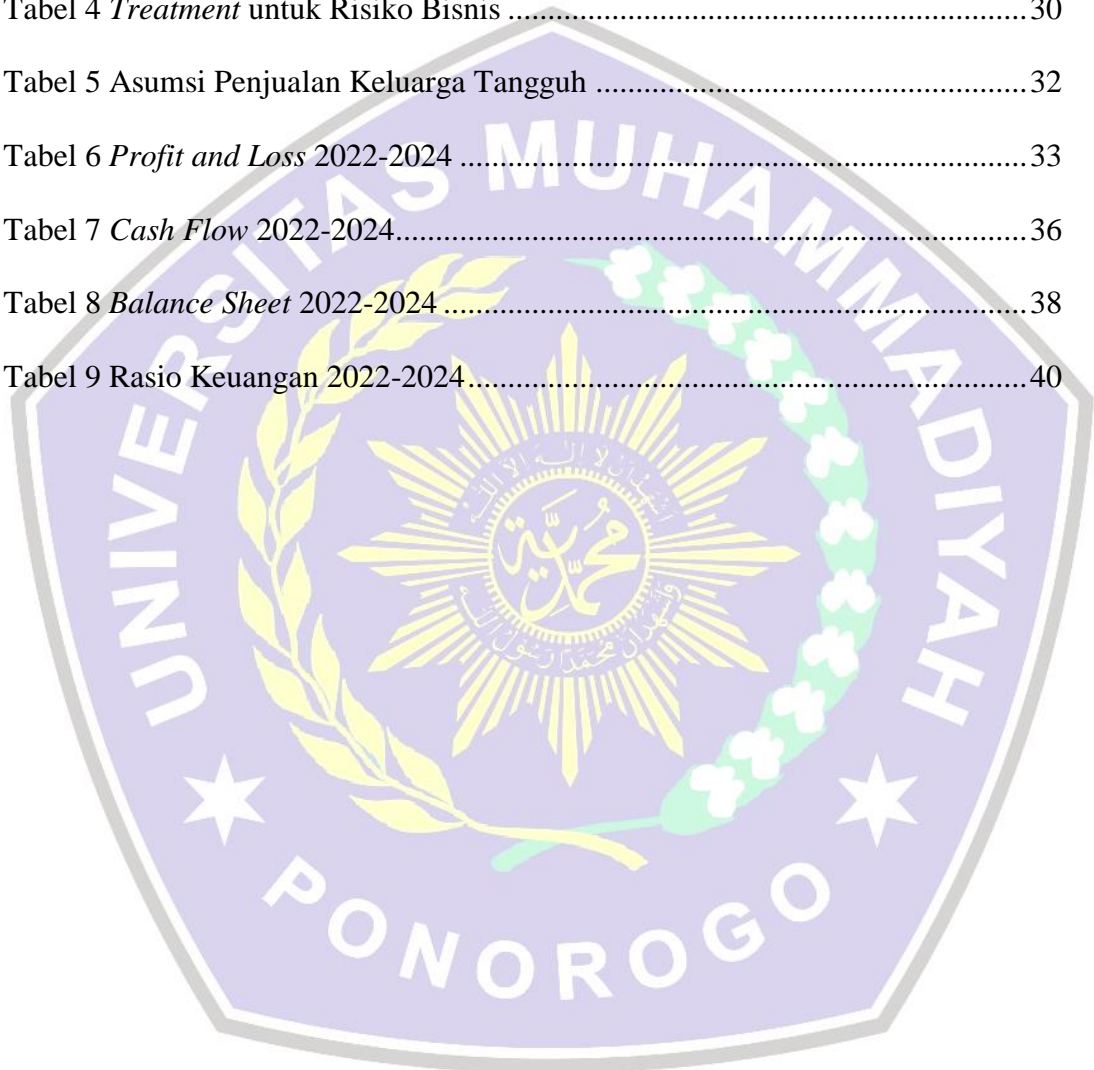 Tabel 4 Treatment untuk Risiko Bisnis ........................................................................30
Tabel 5 Asumsi Penjualan Keluarga Tangguh ............................................................32
Tabel 6 Profit and Loss 2022-2024 ..............................................................................33
Tabel 7 Cash Flow 2022-2024.......................................................................................36
Tabel 8 Balance Sheet 2022-2024 ................................................................................38
Tabel 9 Rasio Keuangan 2022-2024.............................................................................40
UNIVERSITAS MUHAMMADIYAH
PONOROGO
محمد